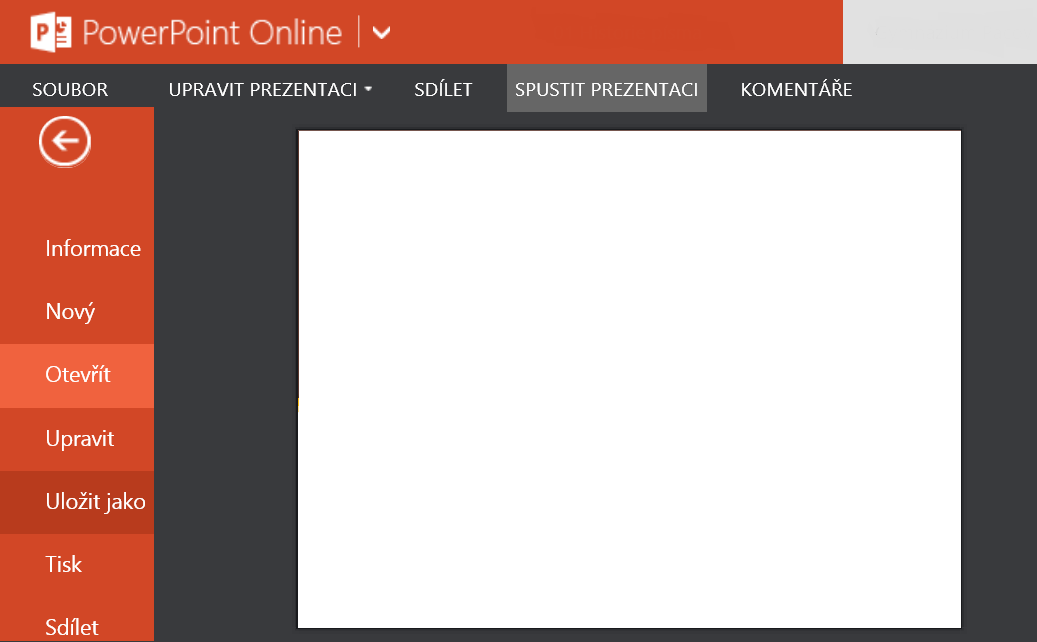 PowerPoint Online
SOUBOR UPRAVIT PREZENTACI SDÍLET SPUSTIT PREZENTACI KOMENTÁŘE
Informace
Nový
Otevřít
Upravit
Uložit jako
Tisk
Sdílet